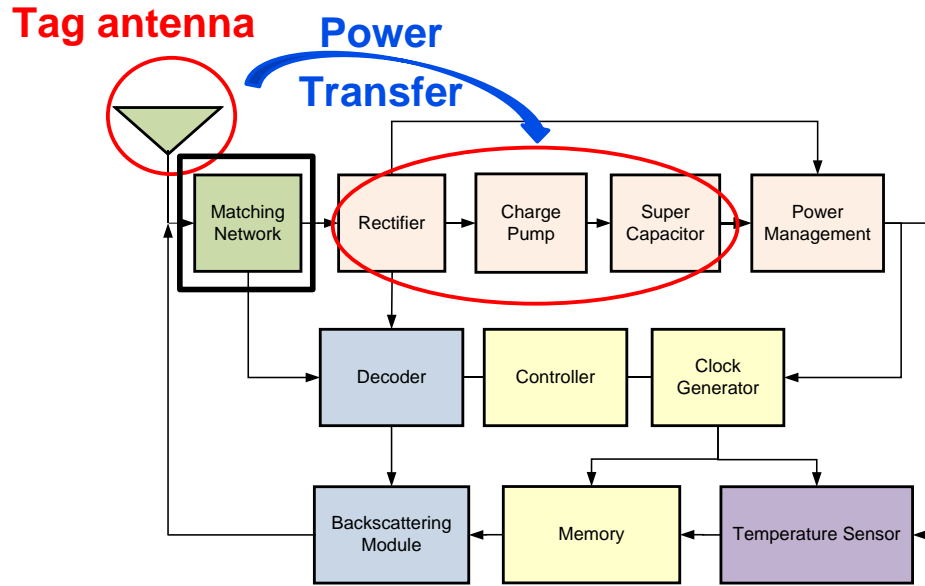 Tag antenna
Power
Transfer
Matching
Network
Rectifier
Charge
Pump
Super
Capacitor
Power
Management
Decoder
Controller
Clock
Generator
Backscattering
Module
Memory
Temperature Sensor